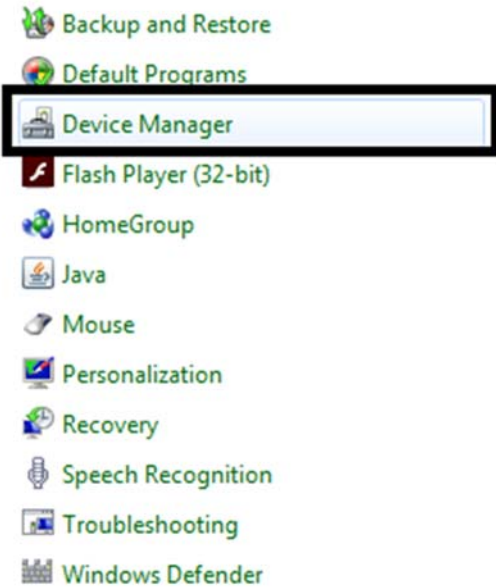 Backup and Restore
Default Programs
Device Manager
Flash Player (32-bit)
HomeGroup
Java
Mouse
Personalization
Recovery
Speech Recognition
Troubleshooting
Windows Defender